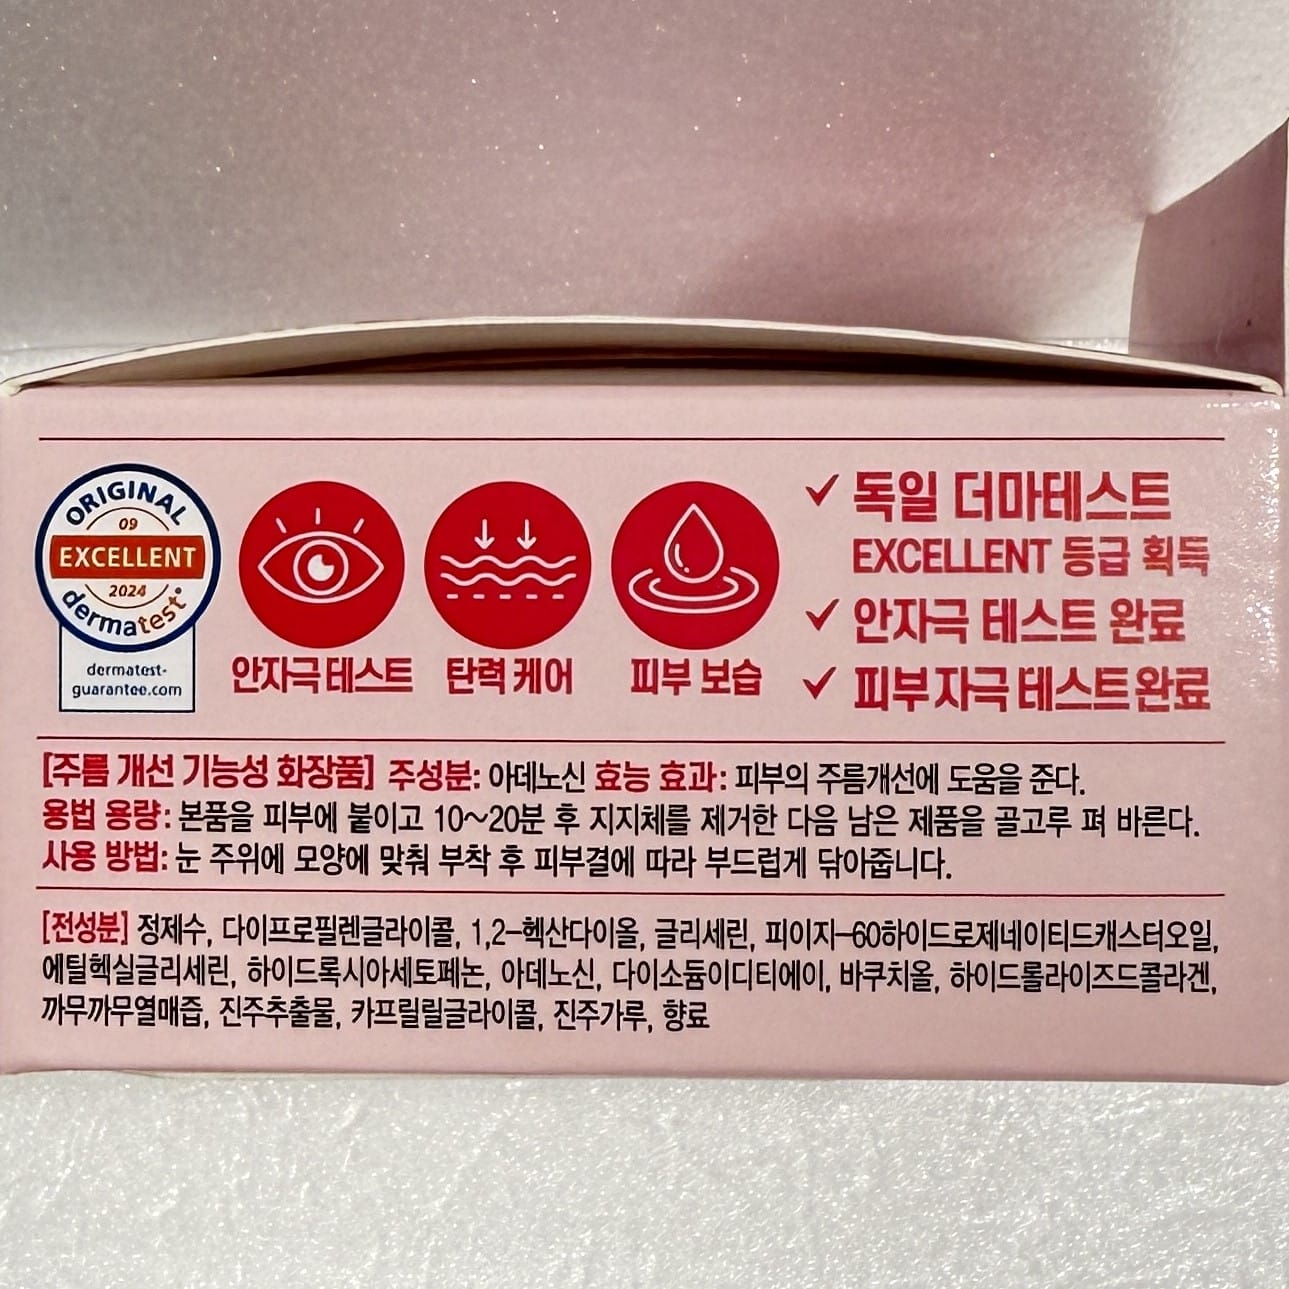 ORIGINAL
09
EXCELLENT
2024
dermatest®
dermatest-
guarantee.com
안자극 테스트
탄력 케어
피부 보습
✓ 독일 더마테스트
EXCELLENT 등급 획득
✓ 안자극 테스트 완료
✓ 피부자극 테스트 완료
[주름 개선 기능성 화장품] 주성분: 아데노신 효능 효과: 피부의 주름개선에 도움을 준다.
용법 용량: 본품을 피부에 붙이고 10~20분 후 지지체를 제거한 다음 남은 제품을 골고루 펴 바른다.
사용 방법: 눈 주위에 모양에 맞춰 부착 후 피부결에 따라 부드럽게 닦아줍니다.
[전성분] 정제수, 다이프로필렌글라이콜, 1,2-헥산다이올, 글리세린, 피이지-60하이드로제네이티드캐스터오일,
에틸헥실글리세린, 하이드록시아세토페논, 아데노신, 다이소듐이디티에이, 바쿠치올, 하이드롤라이즈드콜라겐,
까무까무열매즙, 진주추출물, 카프릴릴글라이콜, 진주가루, 향료